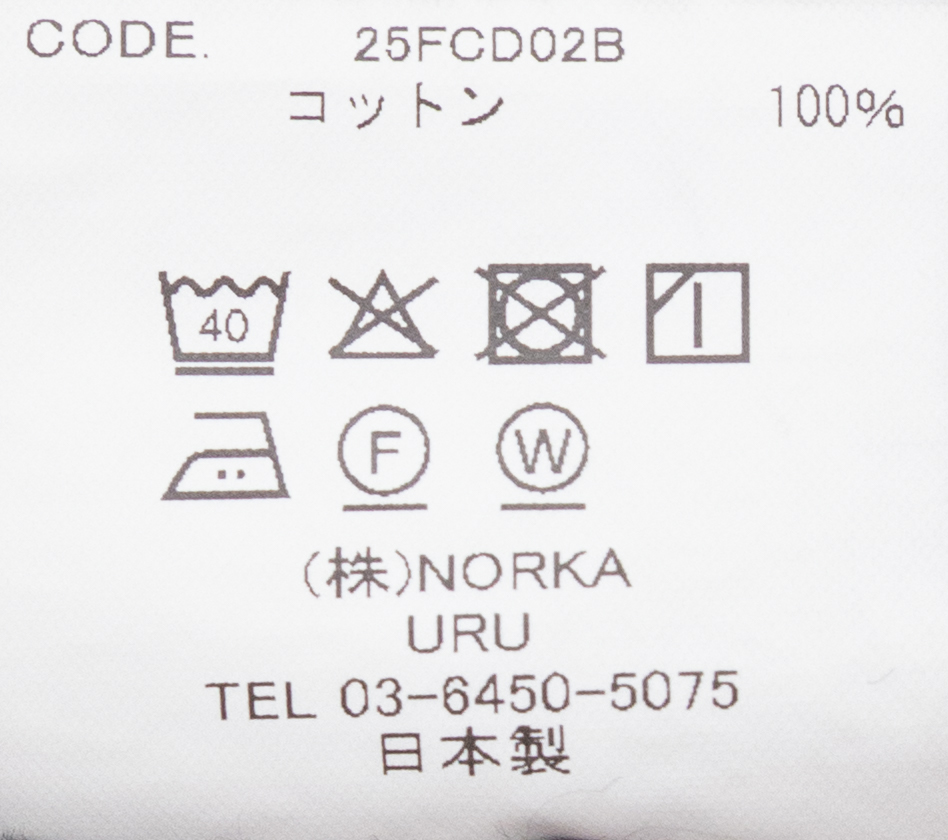 CODE. 25FCD02B
コットン 100%
40
F W
(株)NORKA
URU
TEL 03-6450-5075
日本製